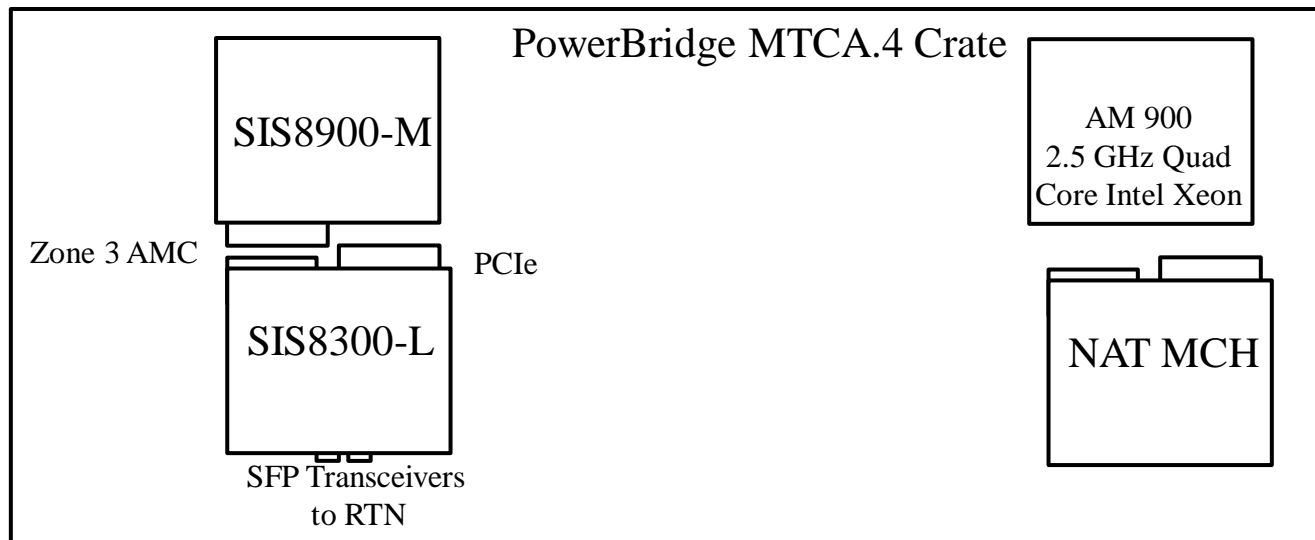 PowerBridge MTCA.4 Crate
SIS8900-M
AM 900
2.5 GHz Quad
Core Intel Xeon
Zone 3 AMC
PCIe
SIS8300-L
NAT MCH
SFP Transceivers
to RTN